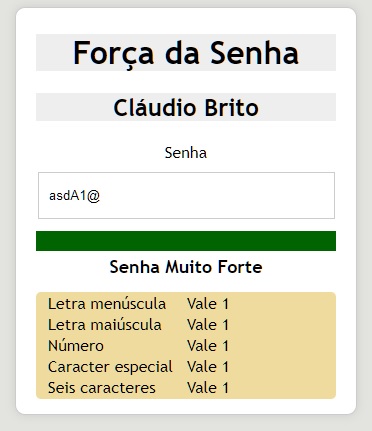 Força da Senha
Cláudio Brito
Senha
asdA1@
Senha Muito Forte
Letra menúscula Vale 1
Letra maiúscula Vale 1
Número Vale 1
Caracter especial Vale 1
Seis caracteres Vale 1